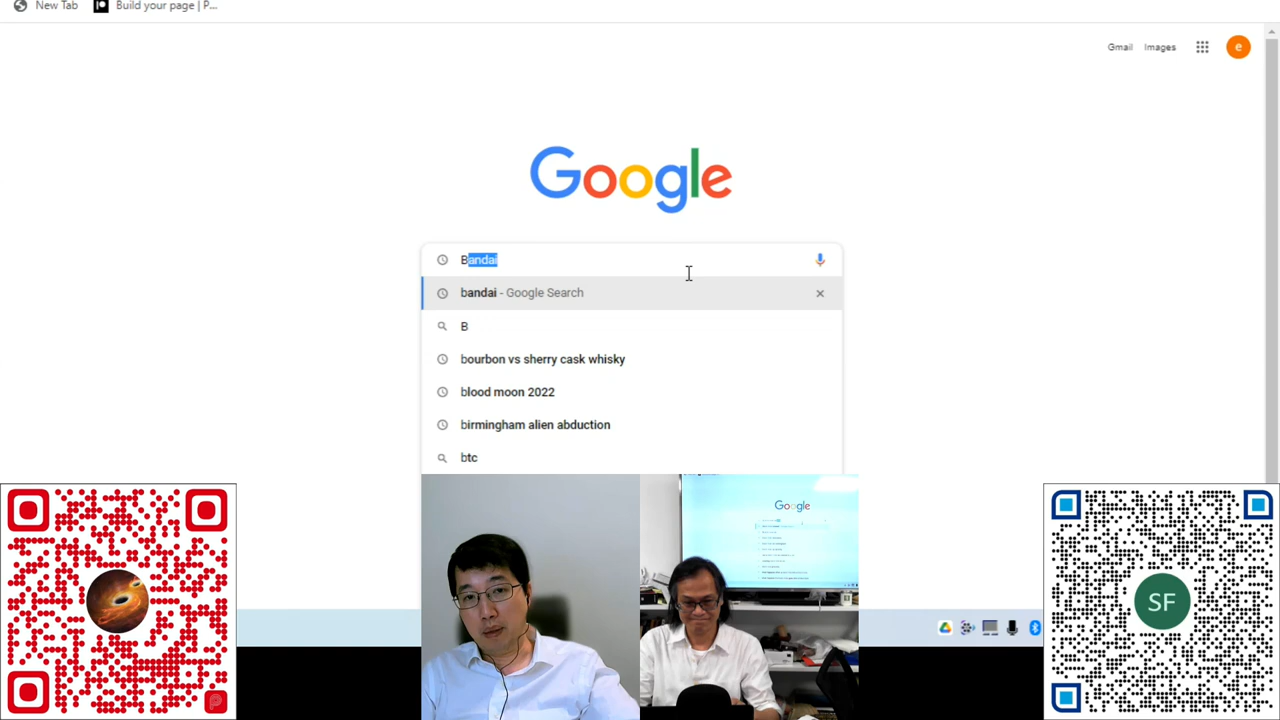 New Tab
Build your page | P...
Gmail
Images
e
Google
Bandai
bandai - Google Search
B
bourbon vs sherry cask whisky
blood moon 2022
birmingham alien abduction
btc
Google
SF